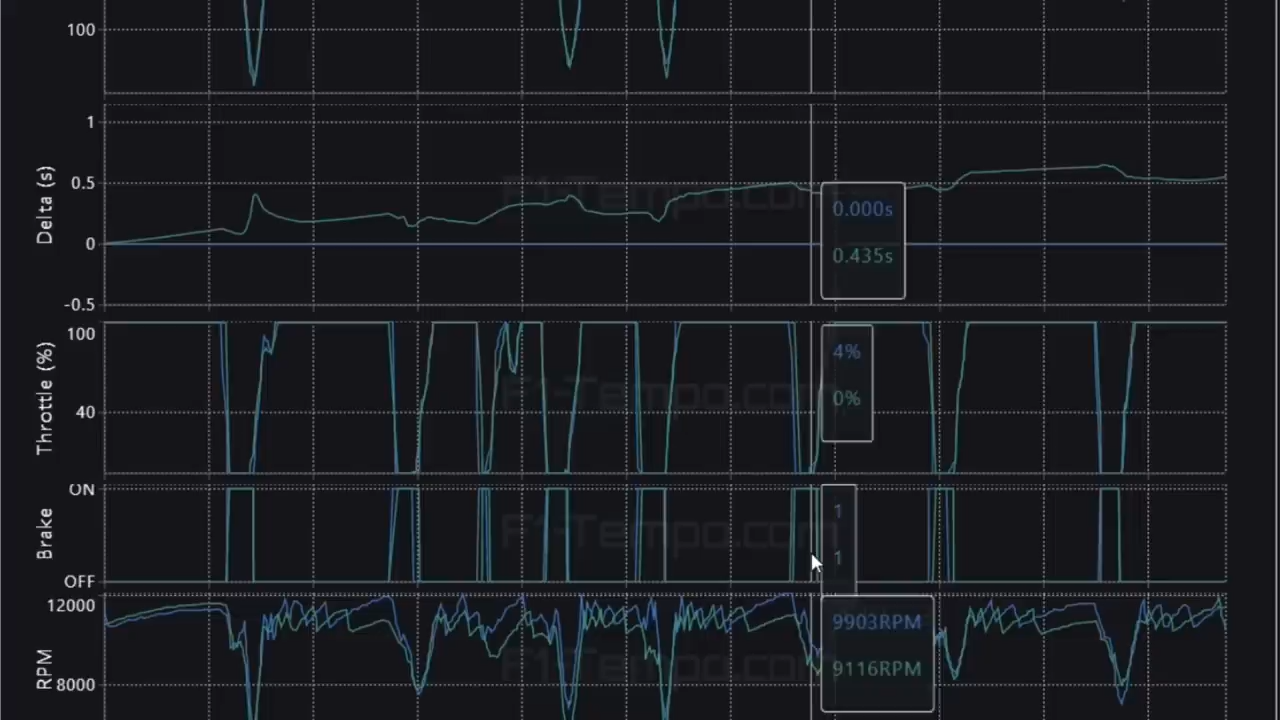 100
1
0.5
0
-0.5
Delta (s)
F1-Tempo.com
0.000s
0.435s
100
40
Throttle (%)
F1-Tempo.com
4%
0%
ON
OFF
Brake
F1-Tempo.com
1
1
12000
8000
RPM
F1-Tempo.com
9903RPM
9116RPM